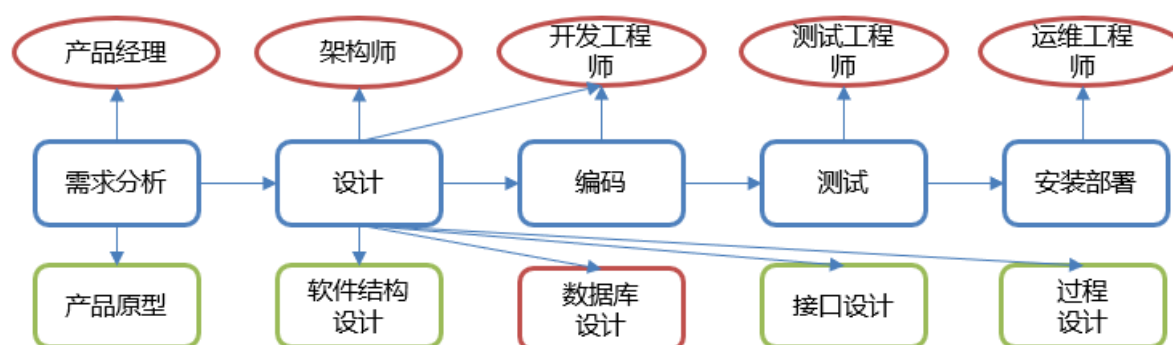 产品经理
架构师
开发工程
师
测试工程
师
运维工程
师
需求分析
设计
编码
测试
安装部署
产品原型
软件结构
设计
数据库
设计
接口设计
过程
设计